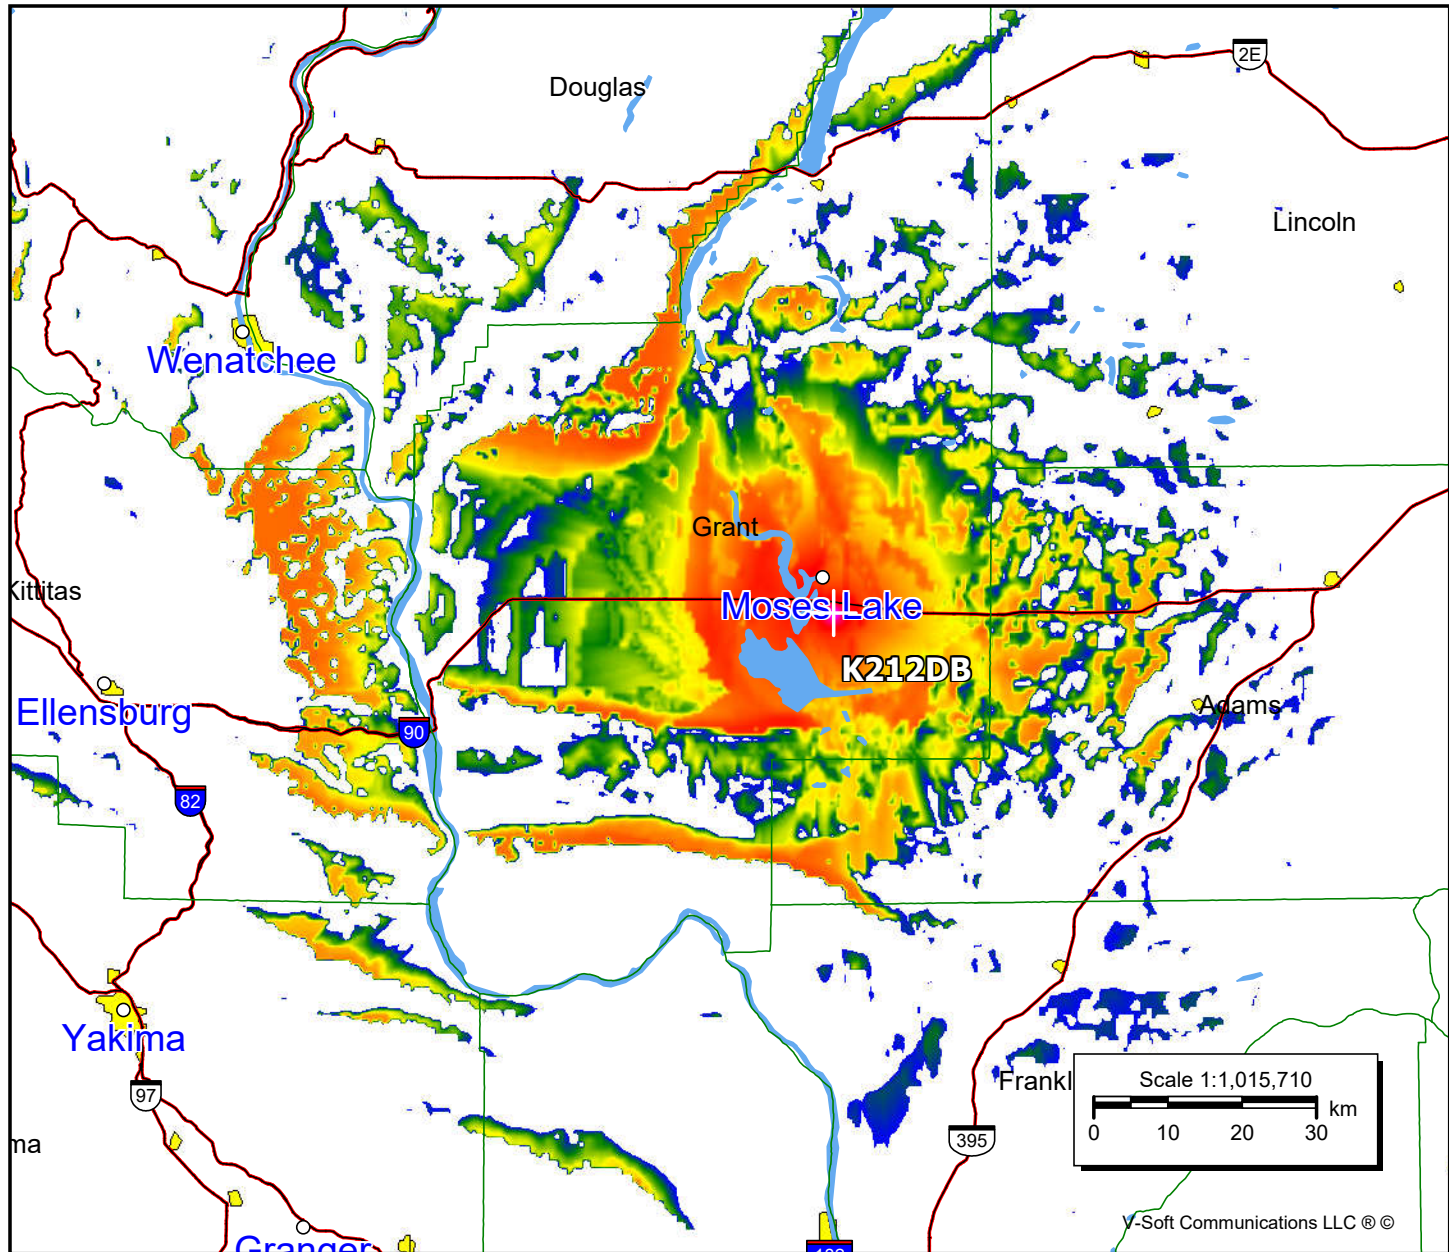 2E
Douglas
Lincoln
Wenatchee
Grant
Kittitas
Moses Lake
K212DB
Ellensburg
Adams
90
82
Yakima
97
Frankl
Scale 1:1,015,710
km
0 10 20 30
395
ma
V-Soft Communications LLC ® ©
Granger